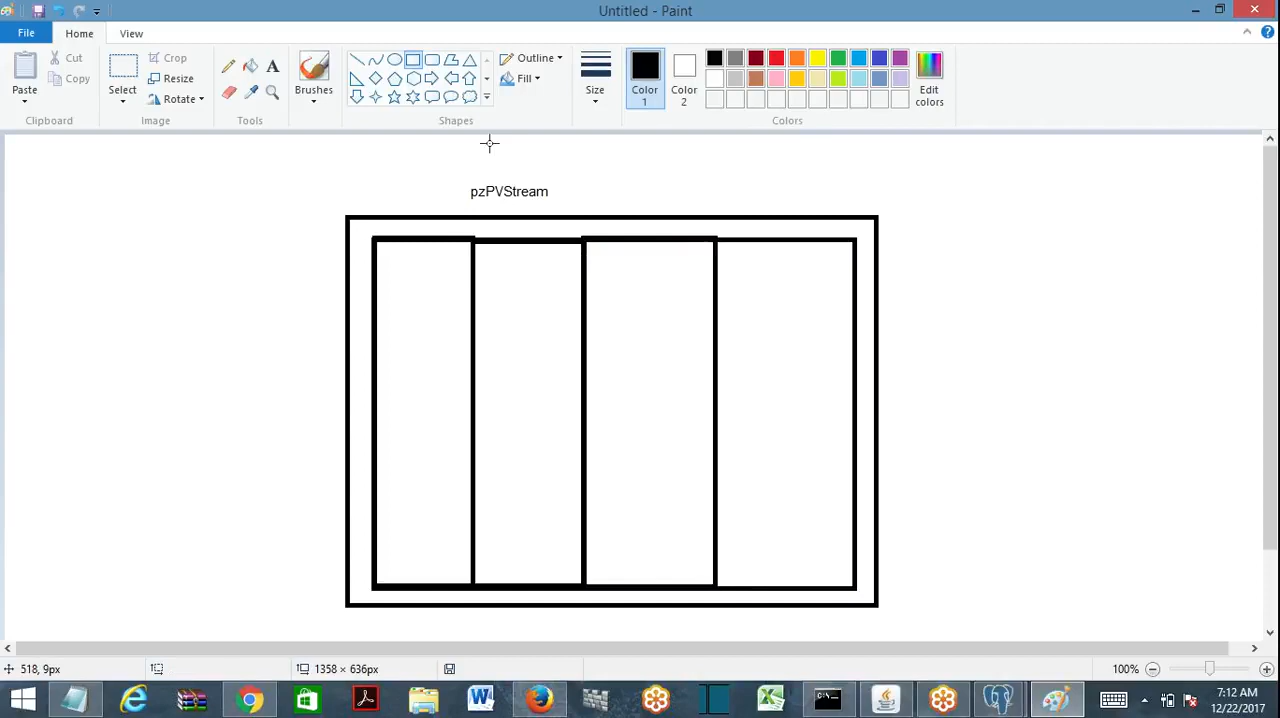 Untitled - Paint
File
Home
View
Paste
Cut
Copy
Clipboard
Select
Crop
Resize
Rotate
Image
A
Tools
Brushes
Outline
Fill
Shapes
Size
Color
1
Color
2
Edit
colors
Colors
pzPVStream
518, 9px
1358 × 636px
100%
7:12 AM
12/22/2017